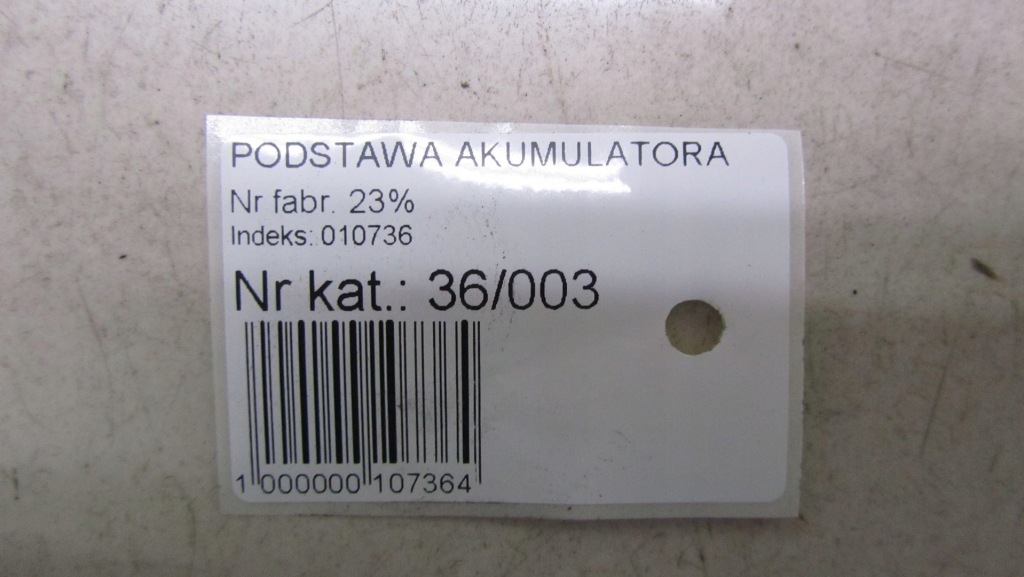 PODSTAWA AKUMULATORA
Nr fabr. 23%
Indeks: 010736
Nr kat.: 36/003
1 000000 107364